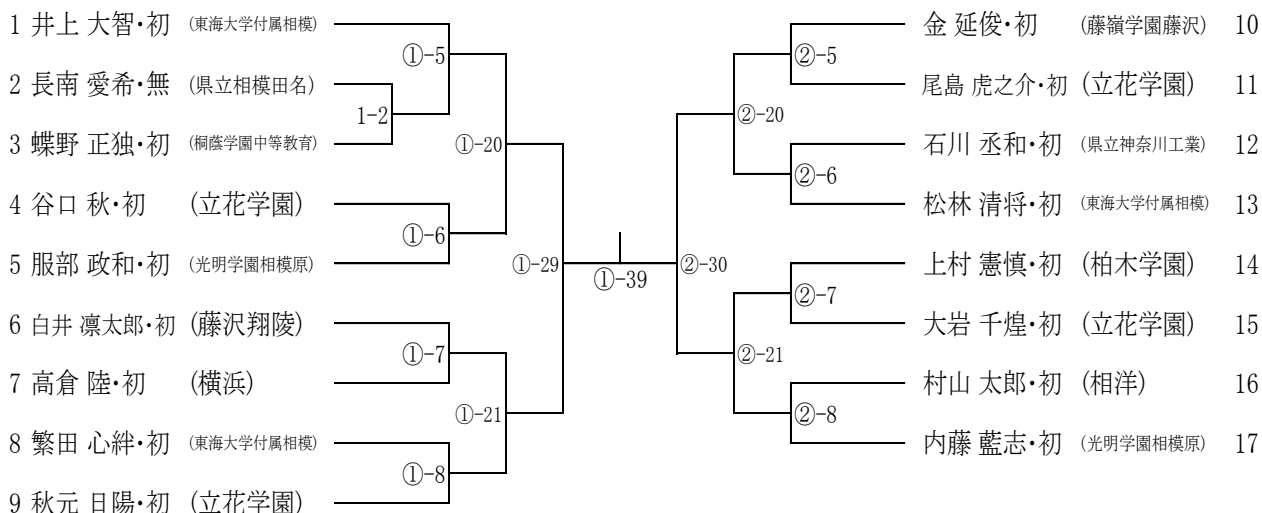 1 井上 大智・初 (東海大学付属相模)
2 長南 愛希・無 (県立相模田名)
3 蝶野 正独・初 (桐蔭学園中等教育)
4 谷口 秋・初 (立花学園)
5 服部 政和・初 (光明学園相模原)
6 白井 凛太郎・初 (藤沢翔陵)
7 高倉 陸・初 (横浜)
8 繁田 心絆・初 (東海大学付属相模)
9 秋元 日陽・初 (立花学園)
①-5
1-2
①-6
①-7
①-8
①-20
①-21
①-29
①-39
②-30
②-20
②-21
②-5
②-6
②-7
②-8
金 延俊・初 (藤嶺学園藤沢) 10
尾島 虎之介・初 (立花学園) 11
石川 丞和・初 (県立神奈川工業) 12
松林 清将・初 (東海大学付属相模) 13
上村 憲慎・初 (柏木学園) 14
大岩 千煌・初 (立花学園) 15
村山 太郎・初 (相洋) 16
内藤 藍志・初 (光明学園相模原) 17